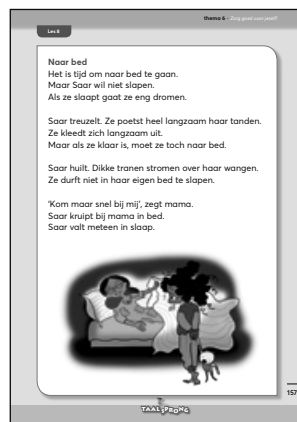 thema 6 - Zorg goed voor jezelf!
Les 8
Naar bed
Het is tijd om naar bed te gaan.
Maar Saar wil niet slapen.
Als ze slaapt gaat ze eng dromen.
Saar treuzelt. Ze poetst heel langzaam haar tanden.
Ze kleedt zich langzaam uit.
Maar als ze klaar is, moet ze toch naar bed.
Saar huilt. Dikke tranen stromen over haar wangen.
Ze durft niet in haar eigen bed te slapen.
'Kom maar snel bij mij', zegt mama.
Saar kruipt bij mama in bed.
Saar valt meteen in slaap.
157
TAALSPRONG